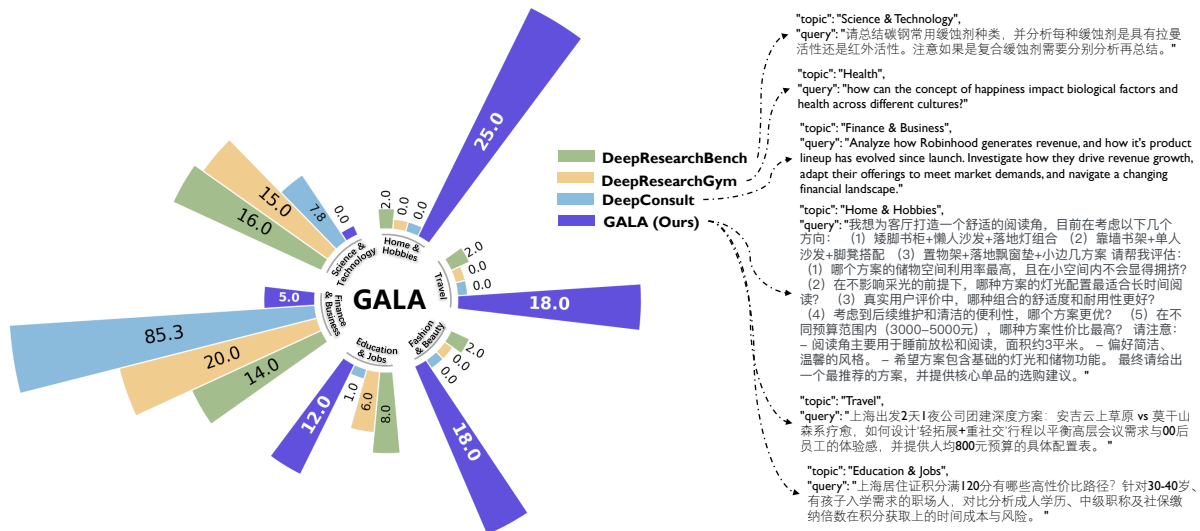 25.0
2.0
0.0
0.0
Home &
Hobbies
7.8
0.0
15.0
16.0
Science &
Technology
2.0
0.0
0.0
Travel
18.0
GALA
5.0
Finance
& Business
85.3
20.0
14.0
Fashion
& Beauty
2.0
0.0
0.0
18.0
Education
& Jobs
12.0
1.0
6.0
8.0
DeepResearchBench
DeepResearchGym
DeepConsult
GALA (Ours)
"topic": "Science & Technology",
"query": "请总结碳钢常用缓蚀剂种类，并分析每种缓蚀剂是具有拉曼
活性还是红外活性。注意如果是复合缓蚀剂需要分别分析再总结。"
"topic": "Health",
"query": "how can the concept of happiness impact biological factors and
health across different cultures?"
"topic": "Finance & Business",
"query": "Analyze how Robinhood generates revenue, and how it's product
lineup has evolved since launch. Investigate how they drive revenue growth,
adapt their offerings to meet market demands, and navigate a changing
financial landscape."
"topic": "Home & Hobbies",
"query": "我想为客厅打造一个舒适的阅读角，目前在考虑以下几个
方向： （1）矮脚书柜+懒人沙发+落地灯组合 （2）靠墙书架+单人
沙发+脚凳搭配 （3）置物架+落地飘窗垫+小边几方案 请帮我评估：
（1）哪个方案的储物空间利用率最高，且在小空间内不会显得拥挤？
（2）在不影响采光的前提下，哪种方案的灯光配置最适合长时间阅
读？ （3）真实用户评价中，哪种组合的舒适度和耐用性更好？
（4）考虑到后续维护和清洁的便利性，哪个方案更优？ （5）在不
同预算范围内（3000–5000元），哪种方案性价比最高？ 请注意：
– 阅读角主要用于睡前放松和阅读，面积约3平米。 – 偏好简洁、
温馨的风格。 – 希望方案包含基础的灯光和储物功能。 最终请给出
一个最推荐的方案，并提供核心单品的选购建议。"
"topic": "Travel",
"query": "上海出发2天1夜公司团建深度方案：安吉云上草原 vs 莫干山
森系疗愈，如何设计'轻拓展+重社交'行程以平衡高层会议需求与00后
员工的体验感，并提供人均800元预算的具体配置表。 "
"topic": "Education & Jobs",
"query": "上海居住证积分满120分有哪些高性价比路径？针对30-40岁、
有孩子入学需求的职场人，对比分析成人学历、中级职称及社保缴
纳倍数在积分获取上的时间成本与风险。 "